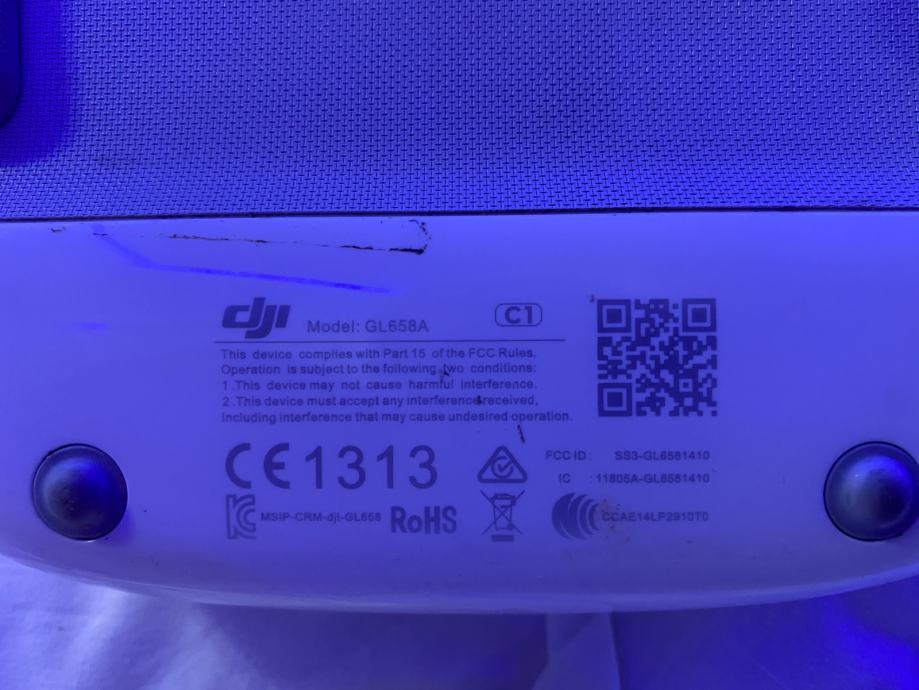 dji Model: GL658A C1
This device complies with Part 15 of the FCC Rules.
Operation is subject to the following two conditions:
1.This device may not cause harmful interference.
2.This device must accept any interference received,
including interference that may cause undesired operation.
CE1313
FCC ID: SS3-GL6581410
IC : 11805A-GL6581410
MSIP-CRM-dji-GL658 RoHS
CCAE14LP2910T0